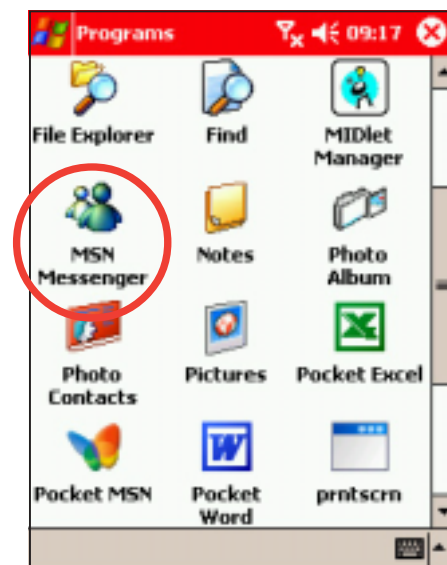 Programs 09:17
File Explorer Find MIDlet
Manager
MSN Notes Photo
Messenger Album
Photo Pictures Pocket Excel
Contacts
Pocket MSN Pocket prntscrn
Word